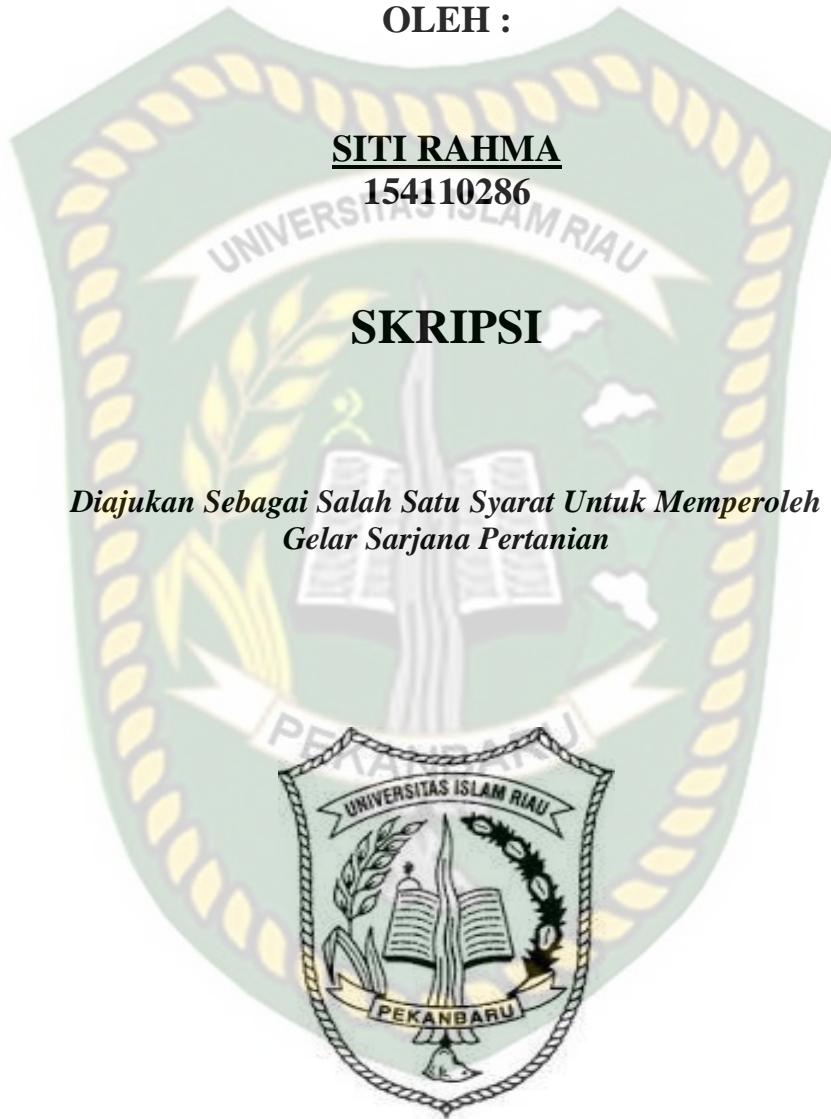 OLEH :
SITI RAHMA
154110286
UNIVERSITAS ISLAM RIAU
SKRIPSI
Diajukan Sebagai Salah Satu Syarat Untuk Memperoleh
Gelar Sarjana Pertanian
PEKANBARU
UNIVERSITAS ISLAM RIAU
PEKANBARU